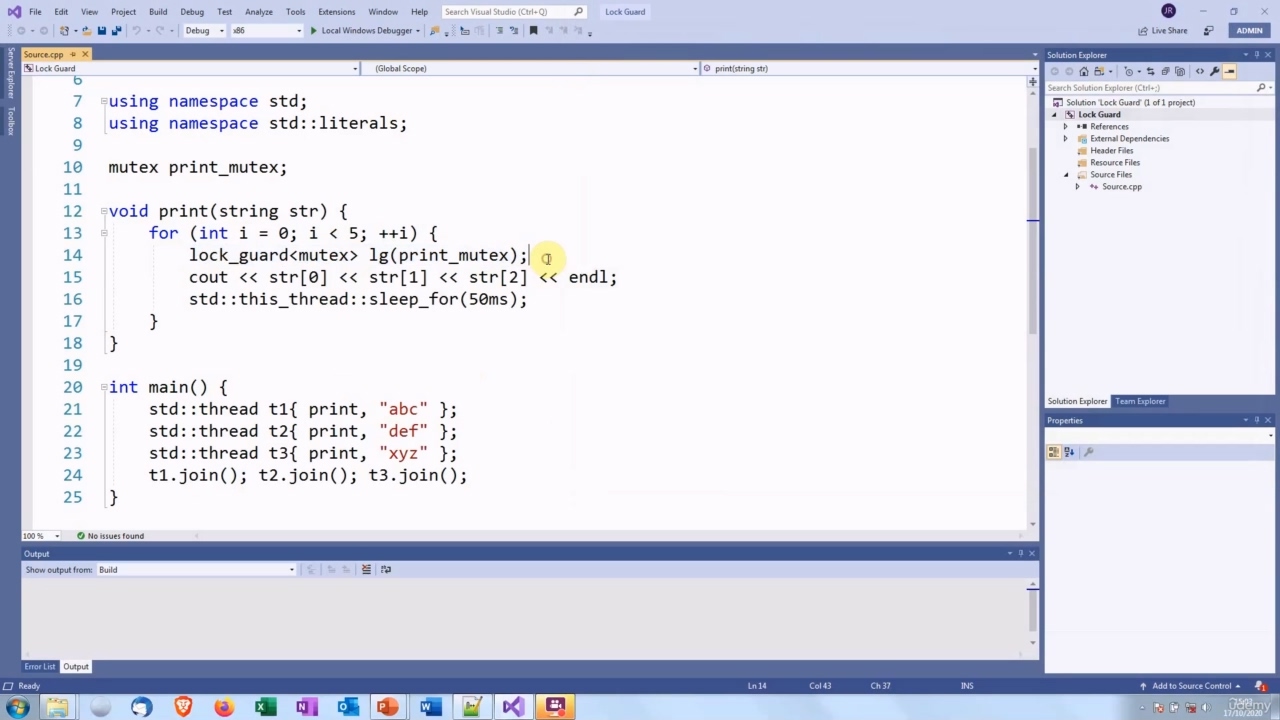 File Edit View Project Build Debug Test Analyze Tools Extensions Window Help Search Visual Studio (Ctrl+Q) Lock Guard JR
Debug x86 Local Windows Debugger Live Share ADMIN
Server Explorer
Toolbox
Source.cpp
Lock Guard (Global Scope) print(string str)
6
7 using namespace std;
8 using namespace std::literals;
9
10 mutex print_mutex;
11
12 void print(string str) {
13 for (int i = 0; i < 5; ++i) {
14 lock_guard<mutex> lg(print_mutex);
15 cout << str[0] << str[1] << str[2] << endl;
16 std::this_thread::sleep_for(50ms);
17 }
18 }
19
20 int main() {
21 std::thread t1{ print, "abc" };
22 std::thread t2{ print, "def" };
23 std::thread t3{ print, "xyz" };
24 t1.join(); t2.join(); t3.join();
25 }
100 % No issues found
Output
Show output from: Build
Error List Output
Solution Explorer
Search Solution Explorer (Ctrl+;)
Solution 'Lock Guard' (1 of 1 project)
Lock Guard
References
External Dependencies
Header Files
Resource Files
Source Files
Source.cpp
Solution Explorer Team Explorer
Properties
Ready Ln 14 Col 43 Ch 37 INS Add to Source Control 1
udemy
17/10/2020